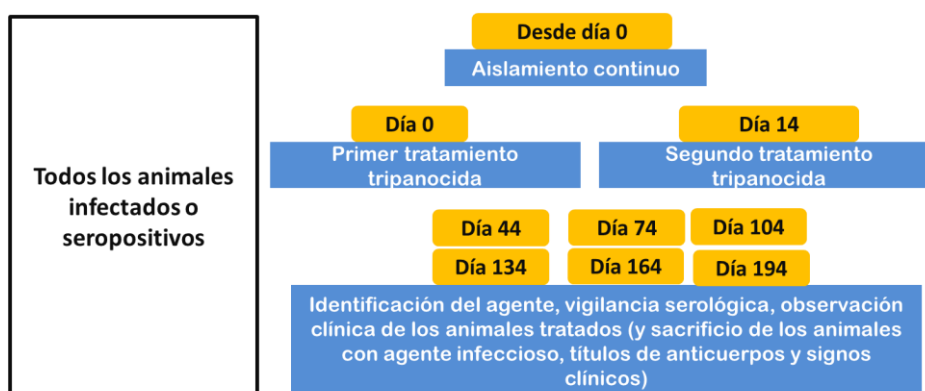 Desde día 0
Aislamiento continuo
Día 0
Día 14
Primer tratamiento
tripanocida
Segundo tratamiento
tripanocida
Todos los animales
infectados o
seropositivos
Día 44
Día 74
Día 104
Día 134
Día 164
Día 194
Identificación del agente, vigilancia serológica, observación
clínica de los animales tratados (y sacrificio de los animales
con agente infeccioso, títulos de anticuerpos y signos
clínicos)